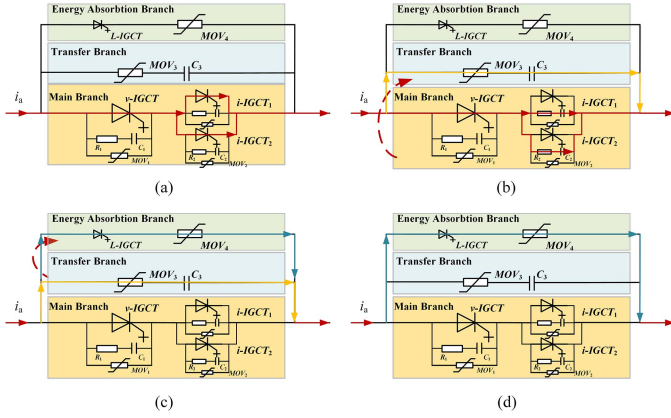 Energy Absorbtion Branch
L-IGCT
MOV4
Transfer Branch
MOV3
C3
Main Branch
v-IGCT
i-IGCT1
ia
R1
C1
MOV1
R2
C2
MOV2
i-IGCT2
(a)
Energy Absorbtion Branch
L-IGCT
MOV4
Transfer Branch
MOV3
C3
Main Branch
v-IGCT
i-IGCT1
ia
R1
C1
MOV1
R2
C2
MOV2
i-IGCT2
(b)
Energy Absorbtion Branch
L-IGCT
MOV4
Transfer Branch
MOV3
C3
Main Branch
v-IGCT
i-IGCT1
ia
R1
C1
MOV1
R2
C2
MOV2
i-IGCT2
(c)
Energy Absorbtion Branch
L-IGCT
MOV4
Transfer Branch
MOV3
C3
Main Branch
v-IGCT
i-IGCT1
ia
R1
C1
MOV1
R2
C2
MOV2
i-IGCT2
(d)